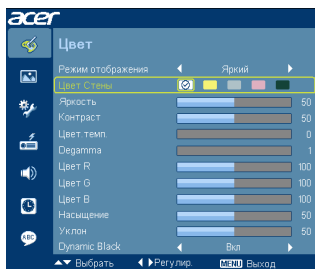 acer
Цвет
Режим отображения Яркий
Цвет Стены
Яркость 50
Контраст 50
Цвет темп. 0
Degamma 1
Цвет R 100
Цвет G 100
Цвет B 100
Насыщение 50
Уклон 50
Dynamic Black Вкл
ABC
Выбрать Регулир. MENU Выход